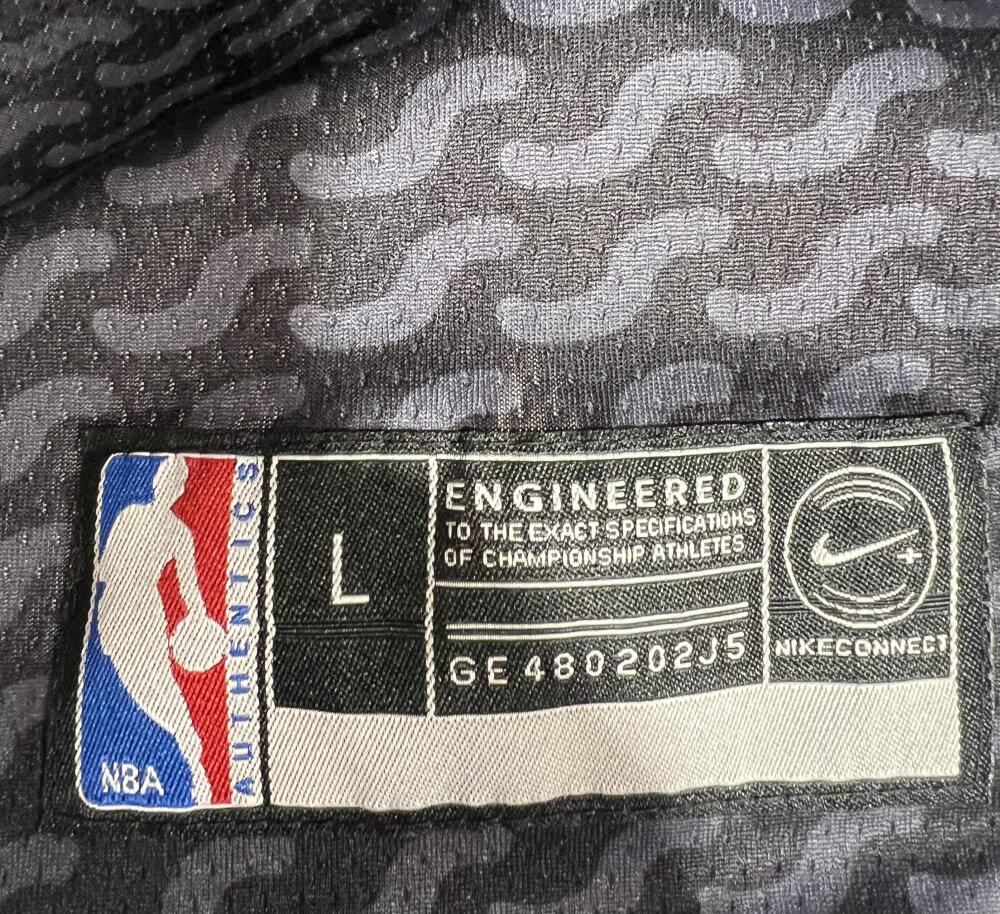 NBA
AUTHENTICS
L
ENGINEERED
TO THE EXACT SPECIFICATIONS
OF CHAMPIONSHIP ATHLETES
GE480202J5
NIKECONNECT